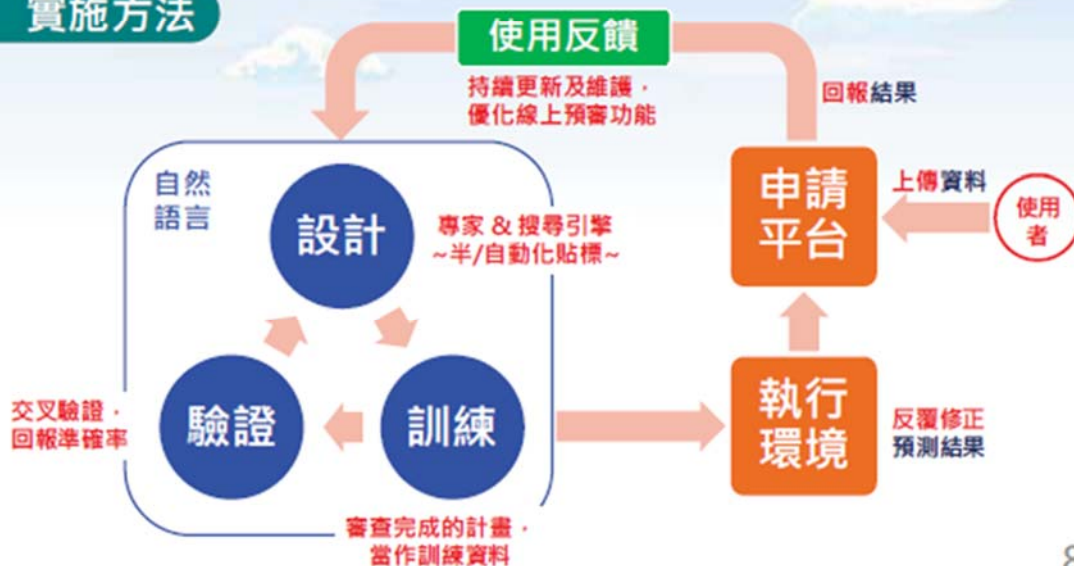 實施方法
使用反饋
持續更新及維護,
優化線上預審功能
回報結果
自然
語言
設計
專家 & 搜尋引擎
~半/自動化貼標~
申請
平台
上傳資料
使用
者
交叉驗證,
回報準確率
驗證
訓練
執行
環境
反覆修正
預測結果
審查完成的計畫,
當作訓練資料